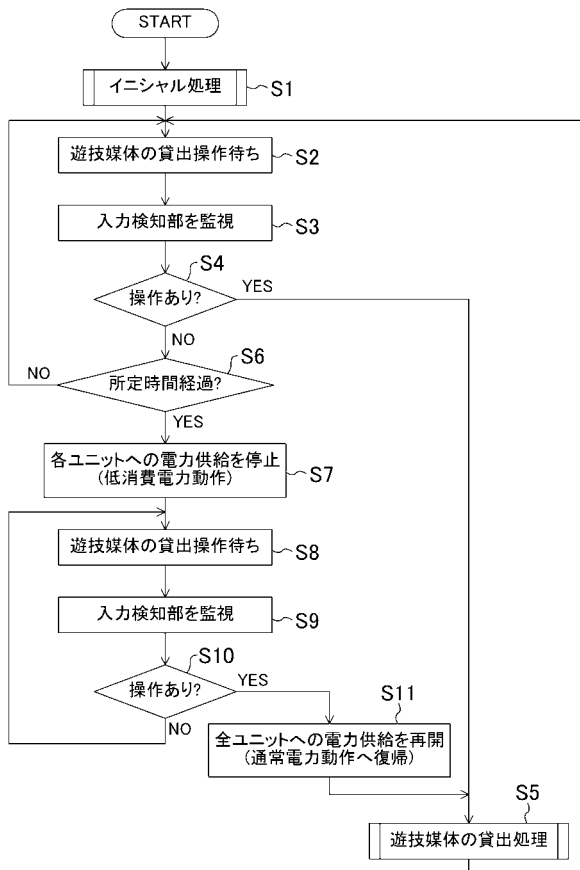 START
イニシャル処理
S1
遊技媒体の貸出操作待ち
S2
入力検知部を監視
S3
S4
操作あり?
YES
NO
S6
所定時間経過?
NO
YES
各ユニットへの電力供給を停止
(低消費電力動作)
S7
遊技媒体の貸出操作待ち
S8
入力検知部を監視
S9
S10
操作あり?
YES
NO
S11
全ユニットへの電力供給を再開
(通常電力動作へ復帰)
S5
遊技媒体の貸出処理